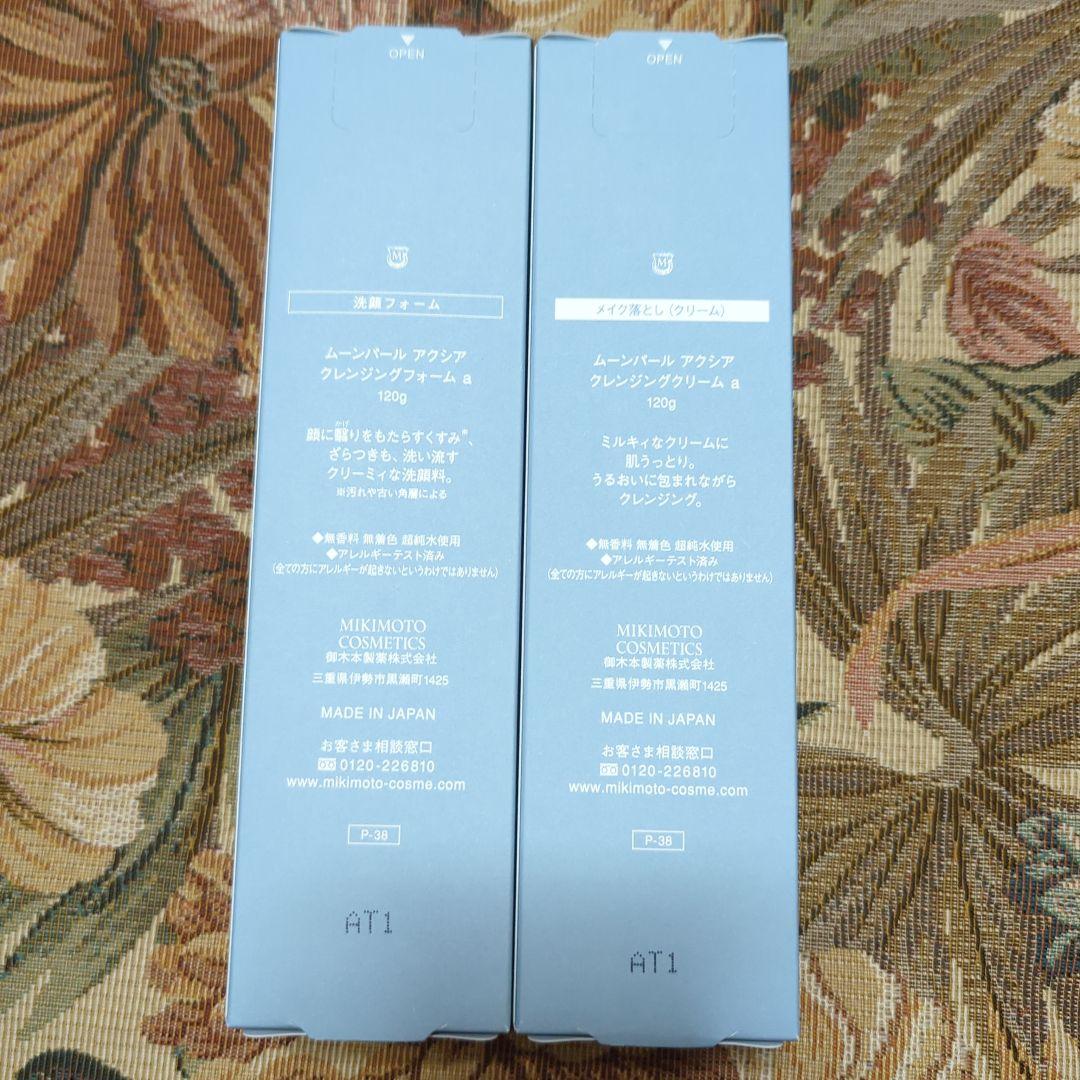 OPEN
M
洗顔フォーム
ムーンパール アクシア
クレンジングフォーム a
120g
顔に翳りをもたらすくすみ※、
かげ
ざらつきも、洗い流す
クリーミィな洗顔料。
※汚れや古い角層による
◆無香料 無着色 超純水使用
◆アレルギーテスト済み
(全ての方にアレルギーが起きないというわけではありません)
MIKIMOTO
COSMETICS
御木本製薬株式会社
三重県伊勢市黒瀬町1425
MADE IN JAPAN
お客さま相談窓口
0120-226810
www.mikimoto-cosme.com
P-38
AT1
OPEN
M
メイク落とし(クリーム)
ムーンパール アクシア
クレンジングクリーム a
120g
ミルキィなクリームに
肌うっとり。
うるおいに包まれながら
クレンジング。
◆無香料 無着色 超純水使用
◆アレルギーテスト済み
(全ての方にアレルギーが起きないというわけではありません)
MIKIMOTO
COSMETICS
御木本製薬株式会社
三重県伊勢市黒瀬町1425
MADE IN JAPAN
お客さま相談窓口
0120-226810
www.mikimoto-cosme.com
P-38
AT1